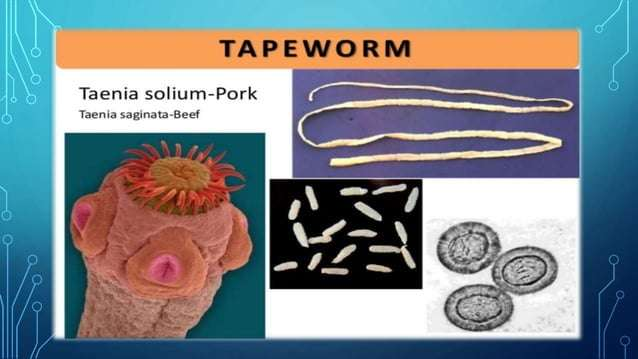 TAPEWORM
Taenia solium-Pork
Taenia saginata-Beef